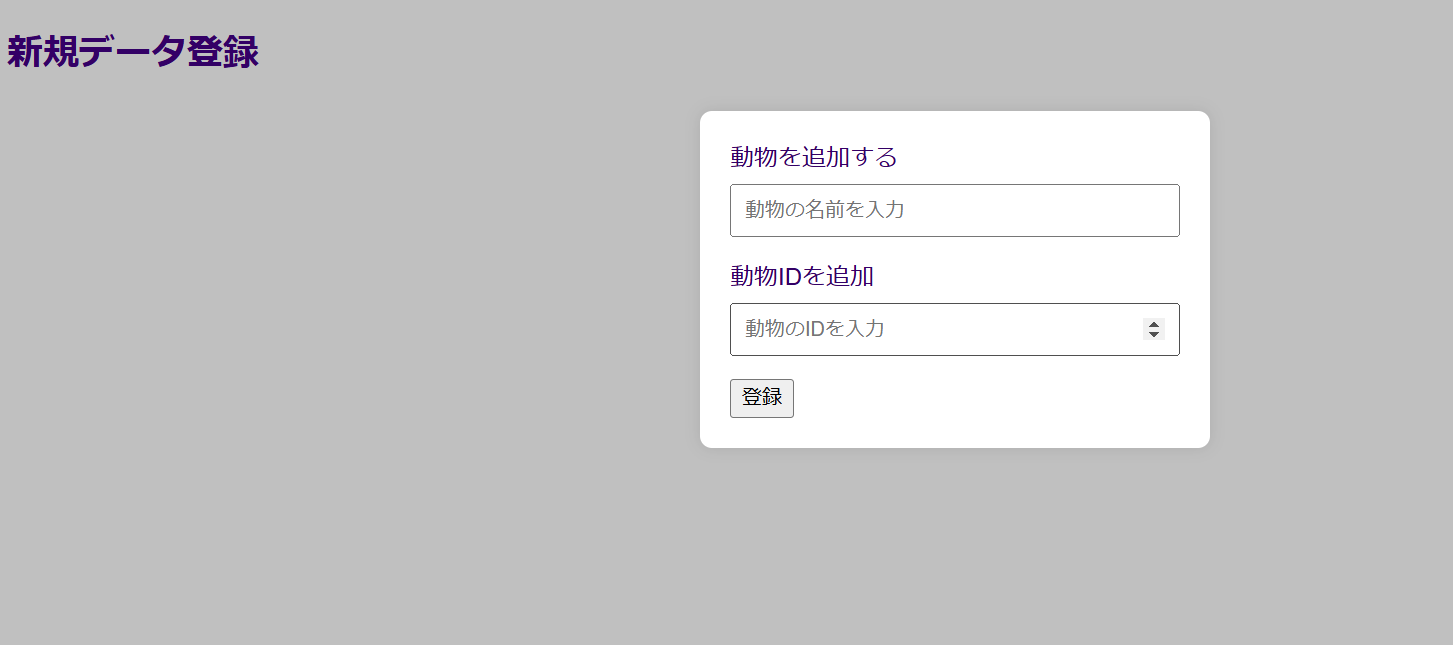 新規データ登録
動物を追加する
動物の名前を入力
動物IDを追加
動物のIDを入力
登録